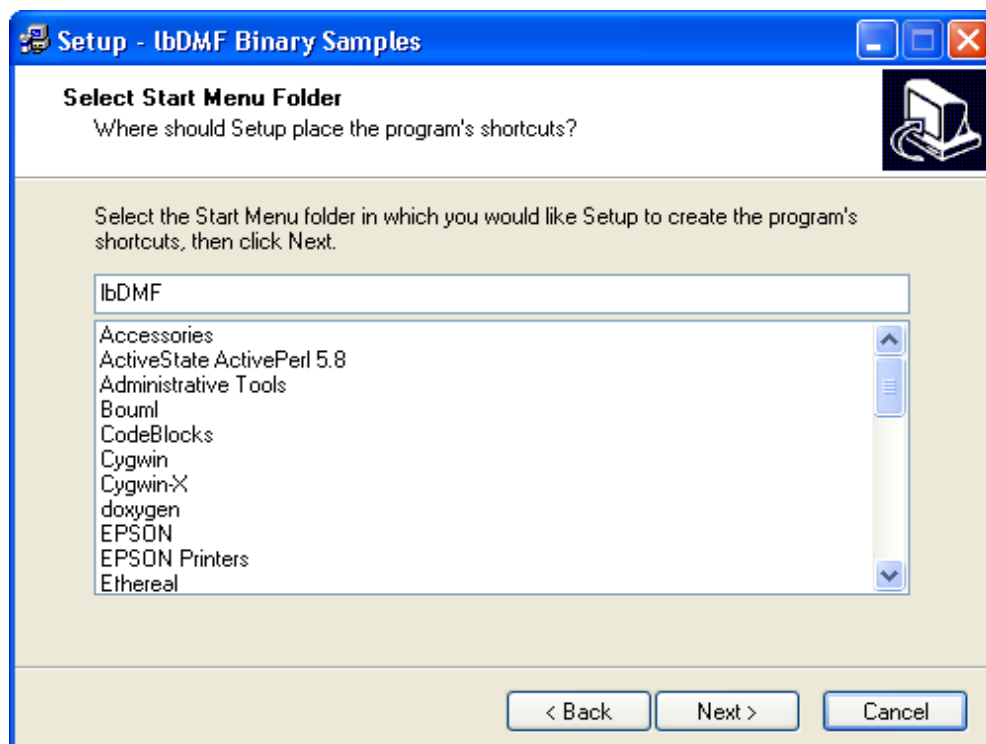 Setup - lbDMF Binary Samples
Select Start Menu Folder
Where should Setup place the program's shortcuts?
Select the Start Menu folder in which you would like Setup to create the program's
shortcuts, then click Next.
lbDMF
Accessories
ActiveState ActivePerl 5.8
Administrative Tools
Bouml
CodeBlocks
Cygwin
Cygwin-X
doxygen
EPSON
EPSON Printers
Ethereal
< Back Next > Cancel